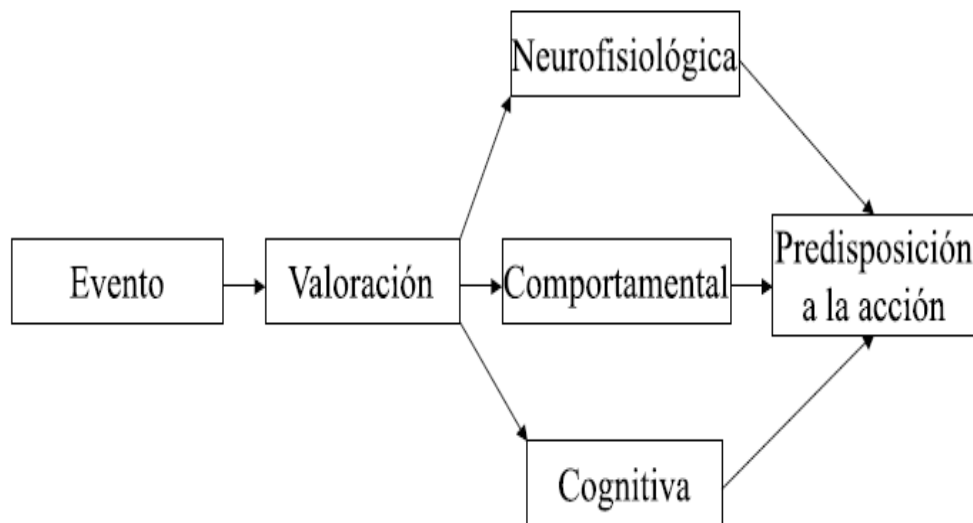 Neurofisiológica
Evento
Valoración
Comportamental
Predisposición
a la acción
Cognitiva